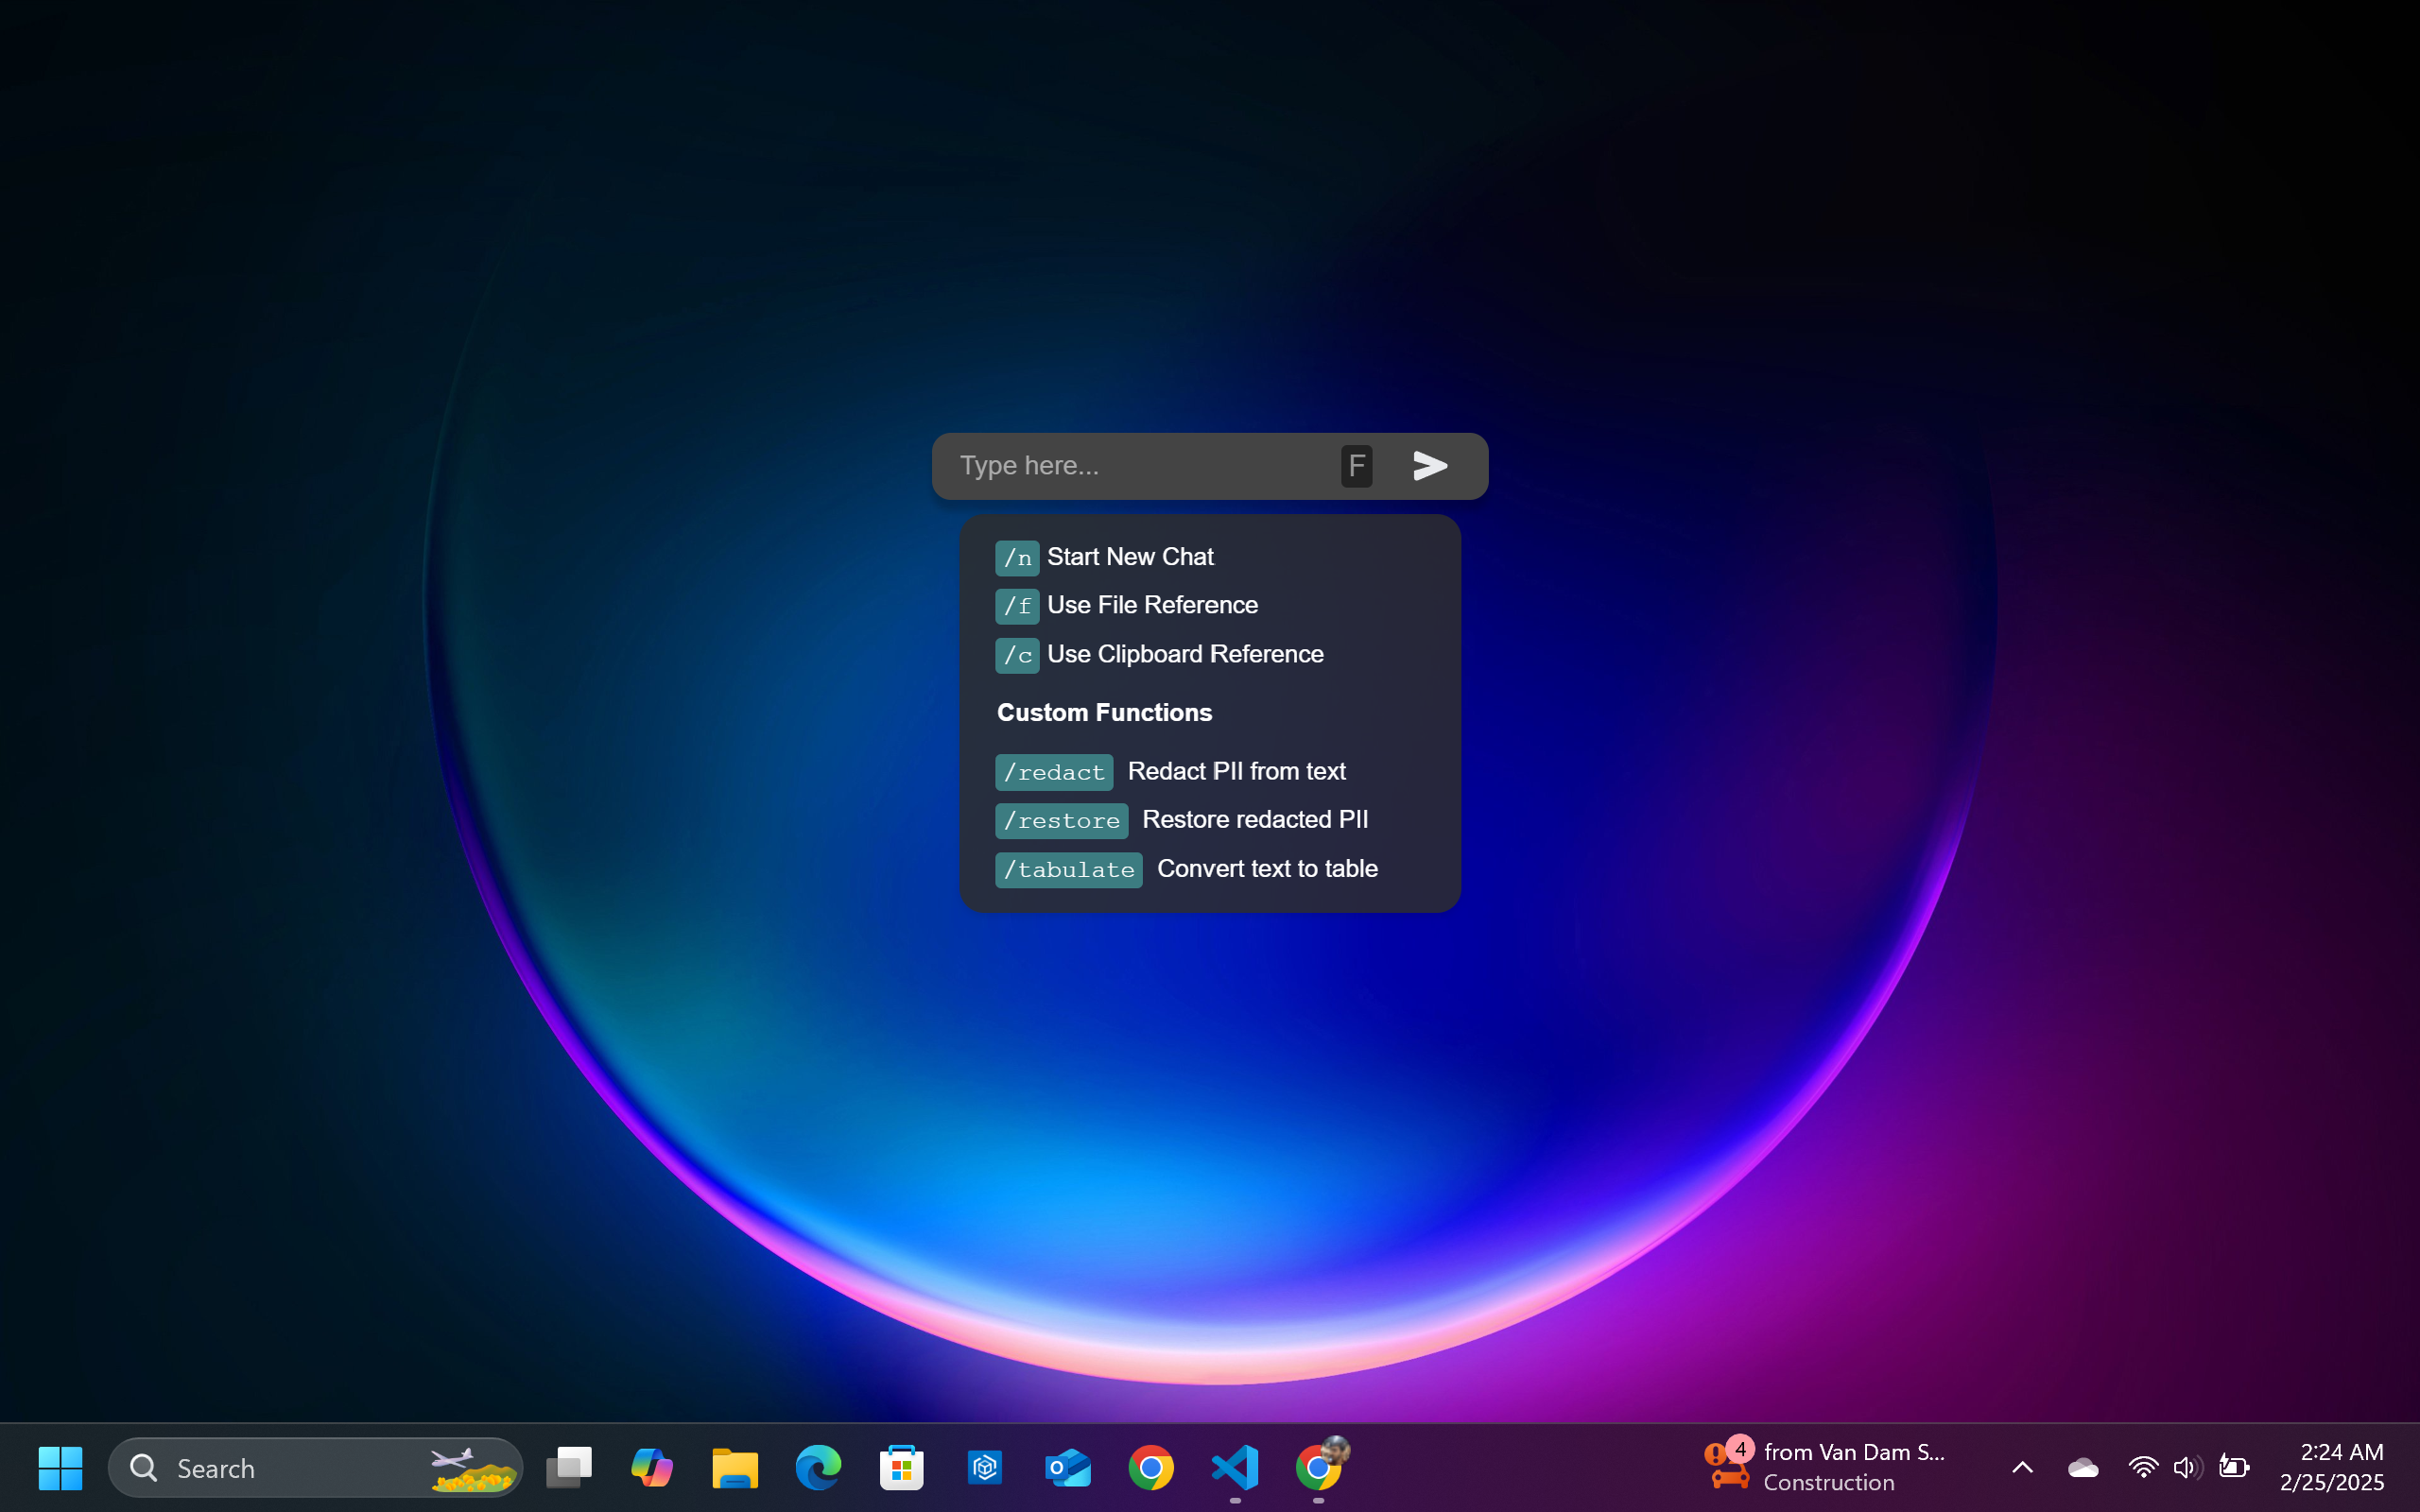 Type here...
F
/n Start New Chat
/f Use File Reference
/c Use Clipboard Reference
Custom Functions
/redact Redact PII from text
/restore Restore redacted PII
/tabulate Convert text to table
Search
4
from Van Dam S...
Construction
2:24 AM
2/25/2025